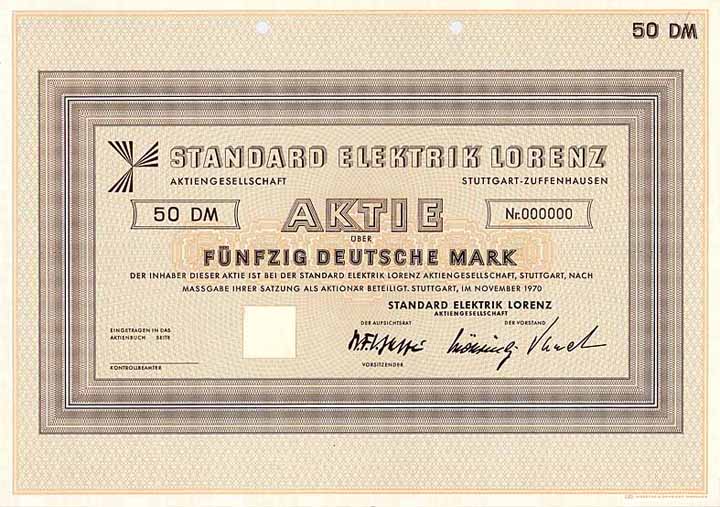 50 DM
STANDARD ELEKTRIK LORENZ
AKTIENGESELLSCHAFT STUTTGART-ZUFFENHAUSEN
50 DM AKTIE Nr.000000
ÜBER
FÜNFZIG DEUTSCHE MARK
DER INHABER DIESER AKTIE IST BEI DER STANDARD ELEKTRIK LORENZ AKTIENGESELLSCHAFT, STUTTGART, NACH
MASSGABE IHRER SATZUNG ALS AKTIONÄR BETEILIGT. STUTTGART, IM NOVEMBER 1970
STANDARD ELEKTRIK LORENZ
AKTIENGESELLSCHAFT
EINGETRAGEN IN DAS
AKTIENBUCH SEITE
DER AUFSICHTSRAT DER VORSTAND
VORSITZENDER
KONTROLLBEAMTER